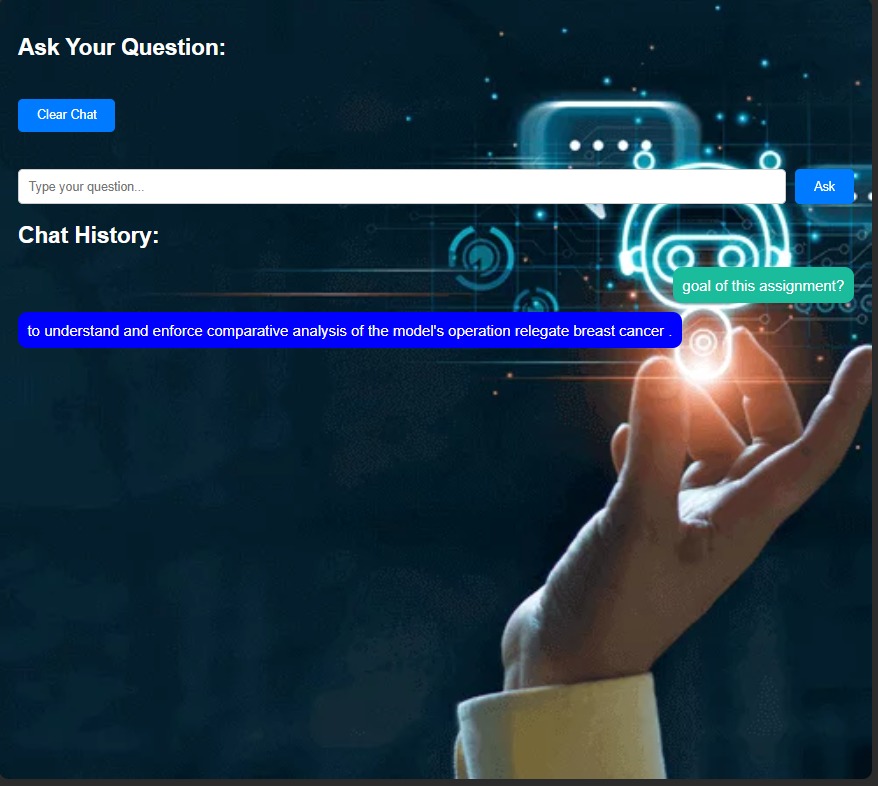 Ask Your Question:
Clear Chat
Type your question...
Ask
Chat History:
goal of this assignment?
to understand and enforce comparative analysis of the model's operation relegate breast cancer .